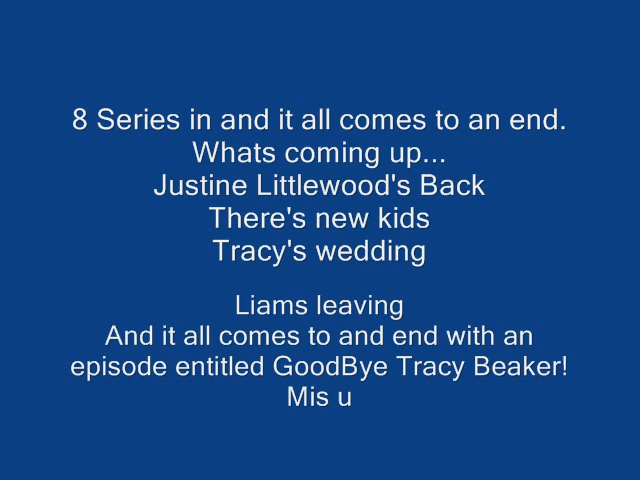 8 Series in and it all comes to an end.
Whats coming up...
Justine Littlewood's Back
There's new kids
Tracy's wedding
Liams leaving
And it all comes to and end with an
episode entitled GoodBye Tracy Beaker!
Mis u